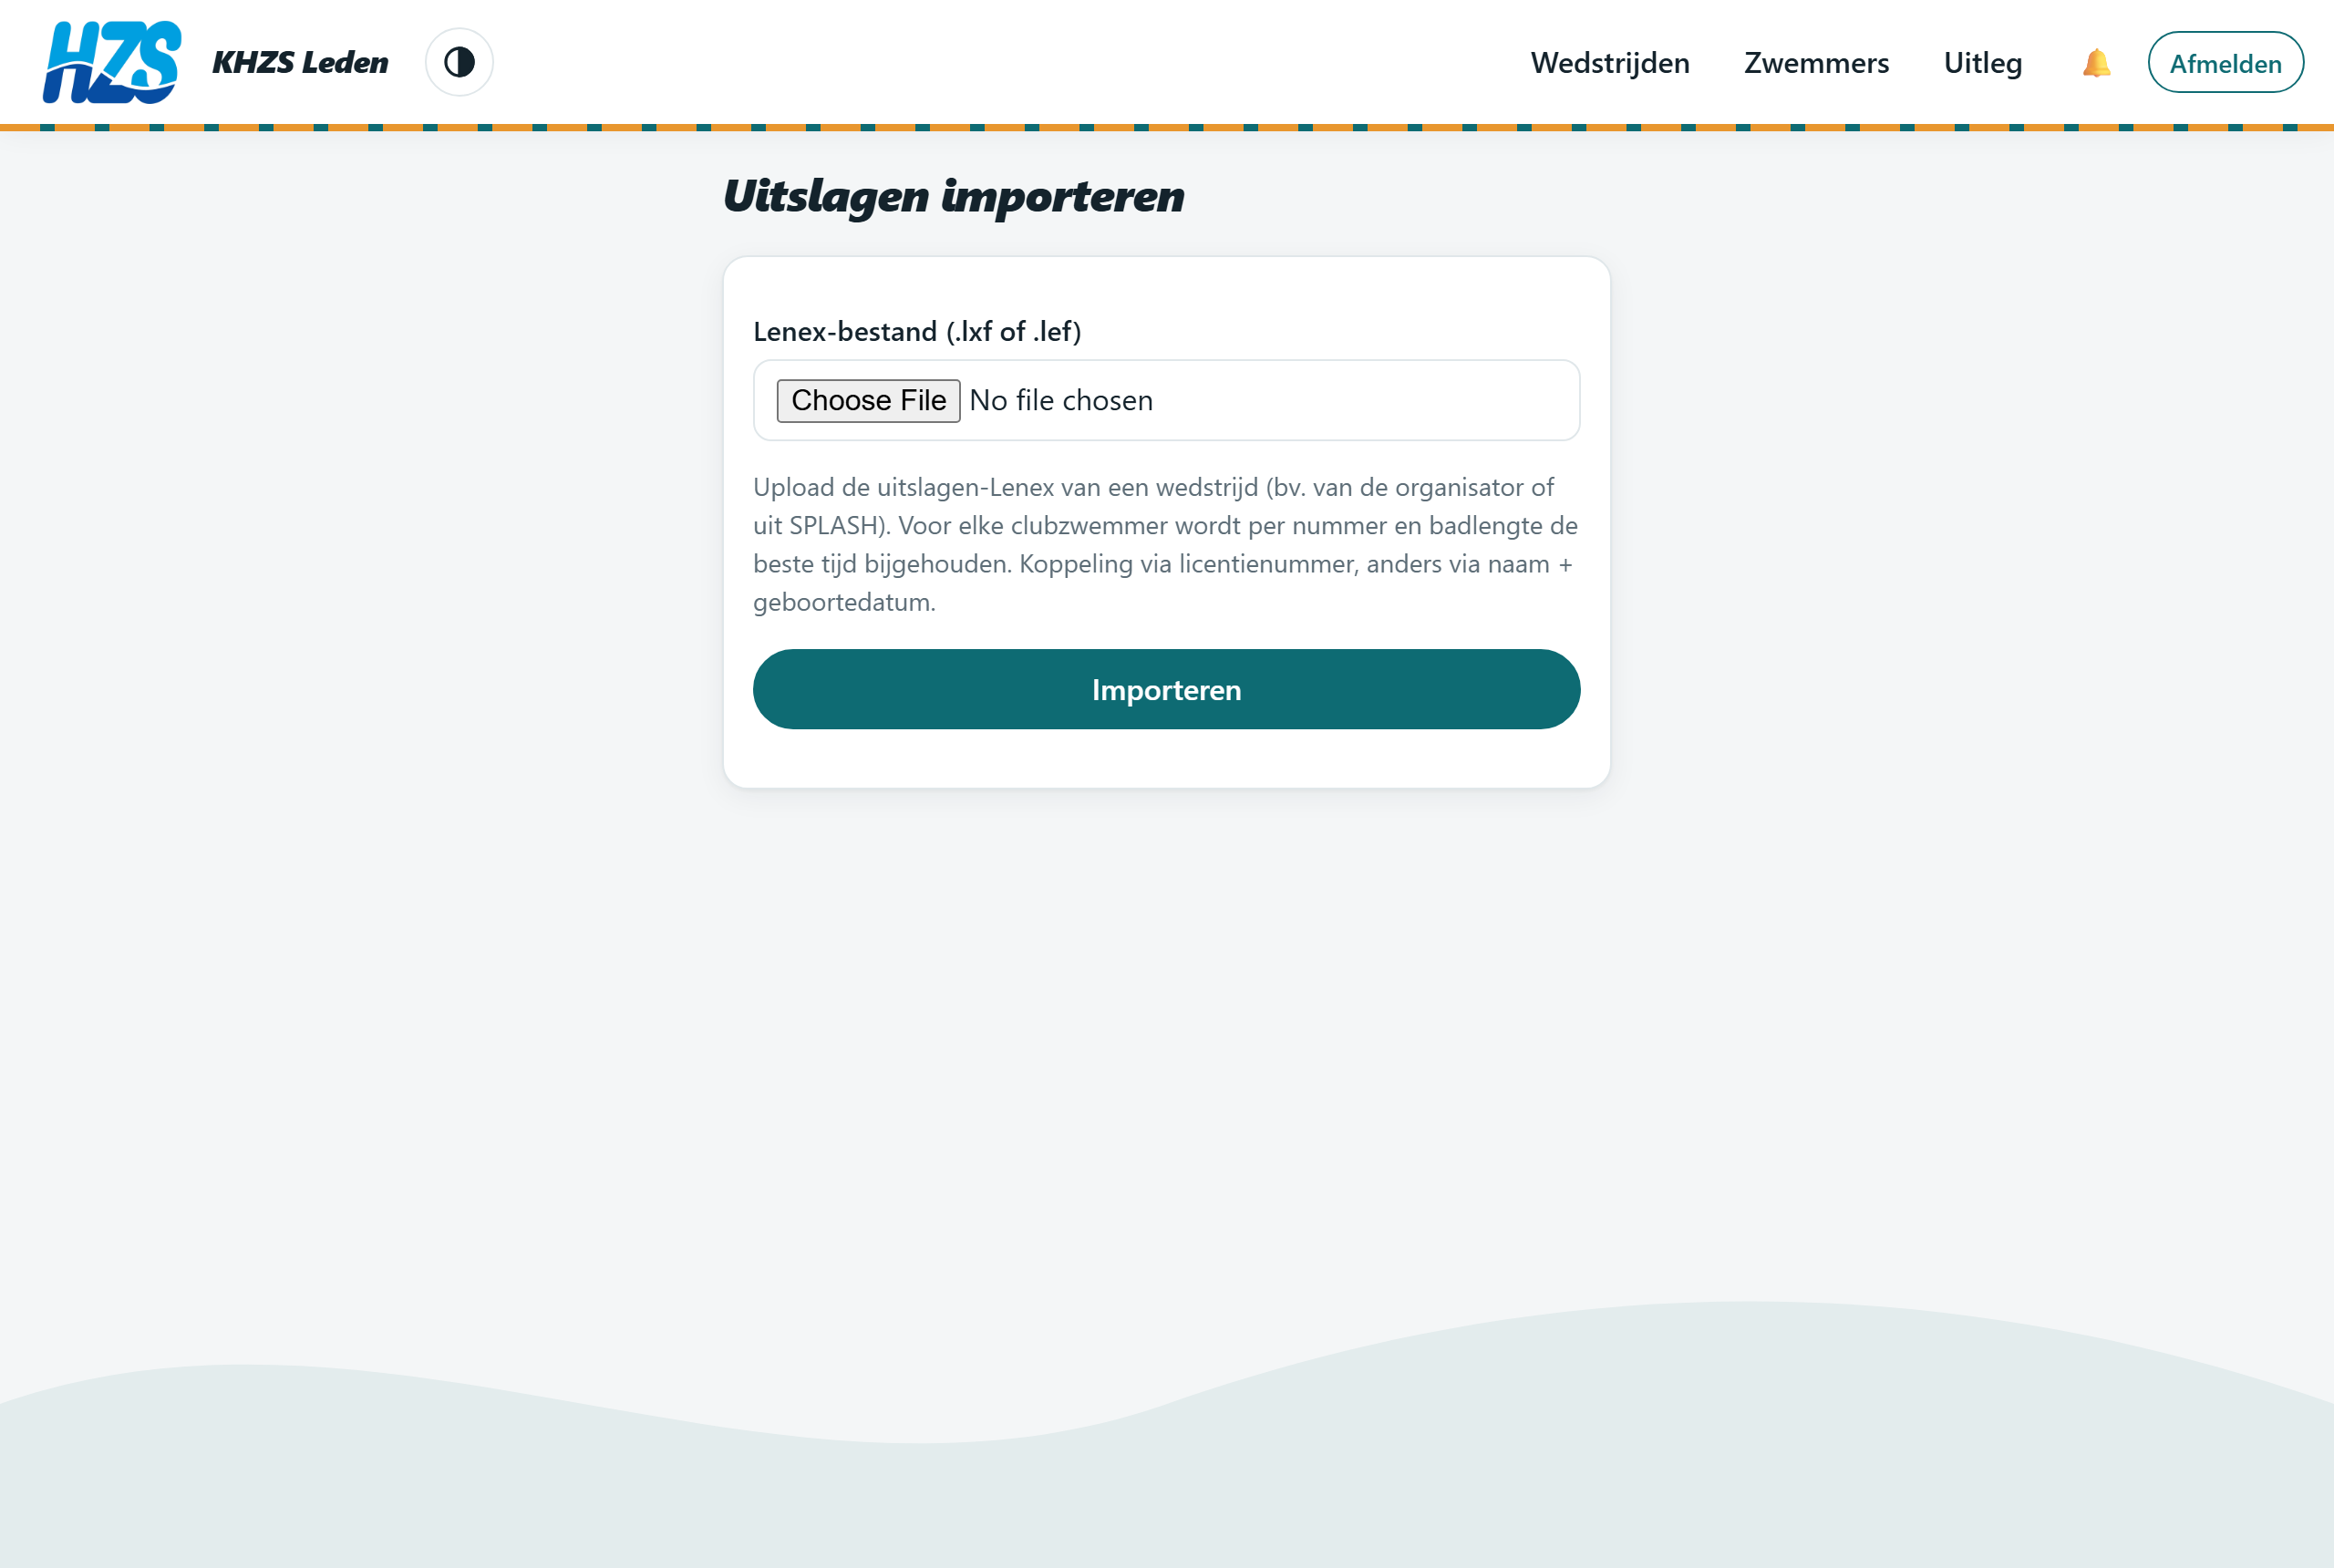 HZS
KHZS Leden
Wedstrijden
Zwemmers
Uitleg
Afmelden
Uitslagen importeren
Lenex-bestand (.lxf of .lef)
Choose File No file chosen
Upload de uitslagen-Lenex van een wedstrijd (bv. van de organisator of
uit SPLASH). Voor elke clubzwemmer wordt per nummer en badlengte de
beste tijd bijgehouden. Koppeling via licentienummer, anders via naam +
geboortedatum.
Importeren